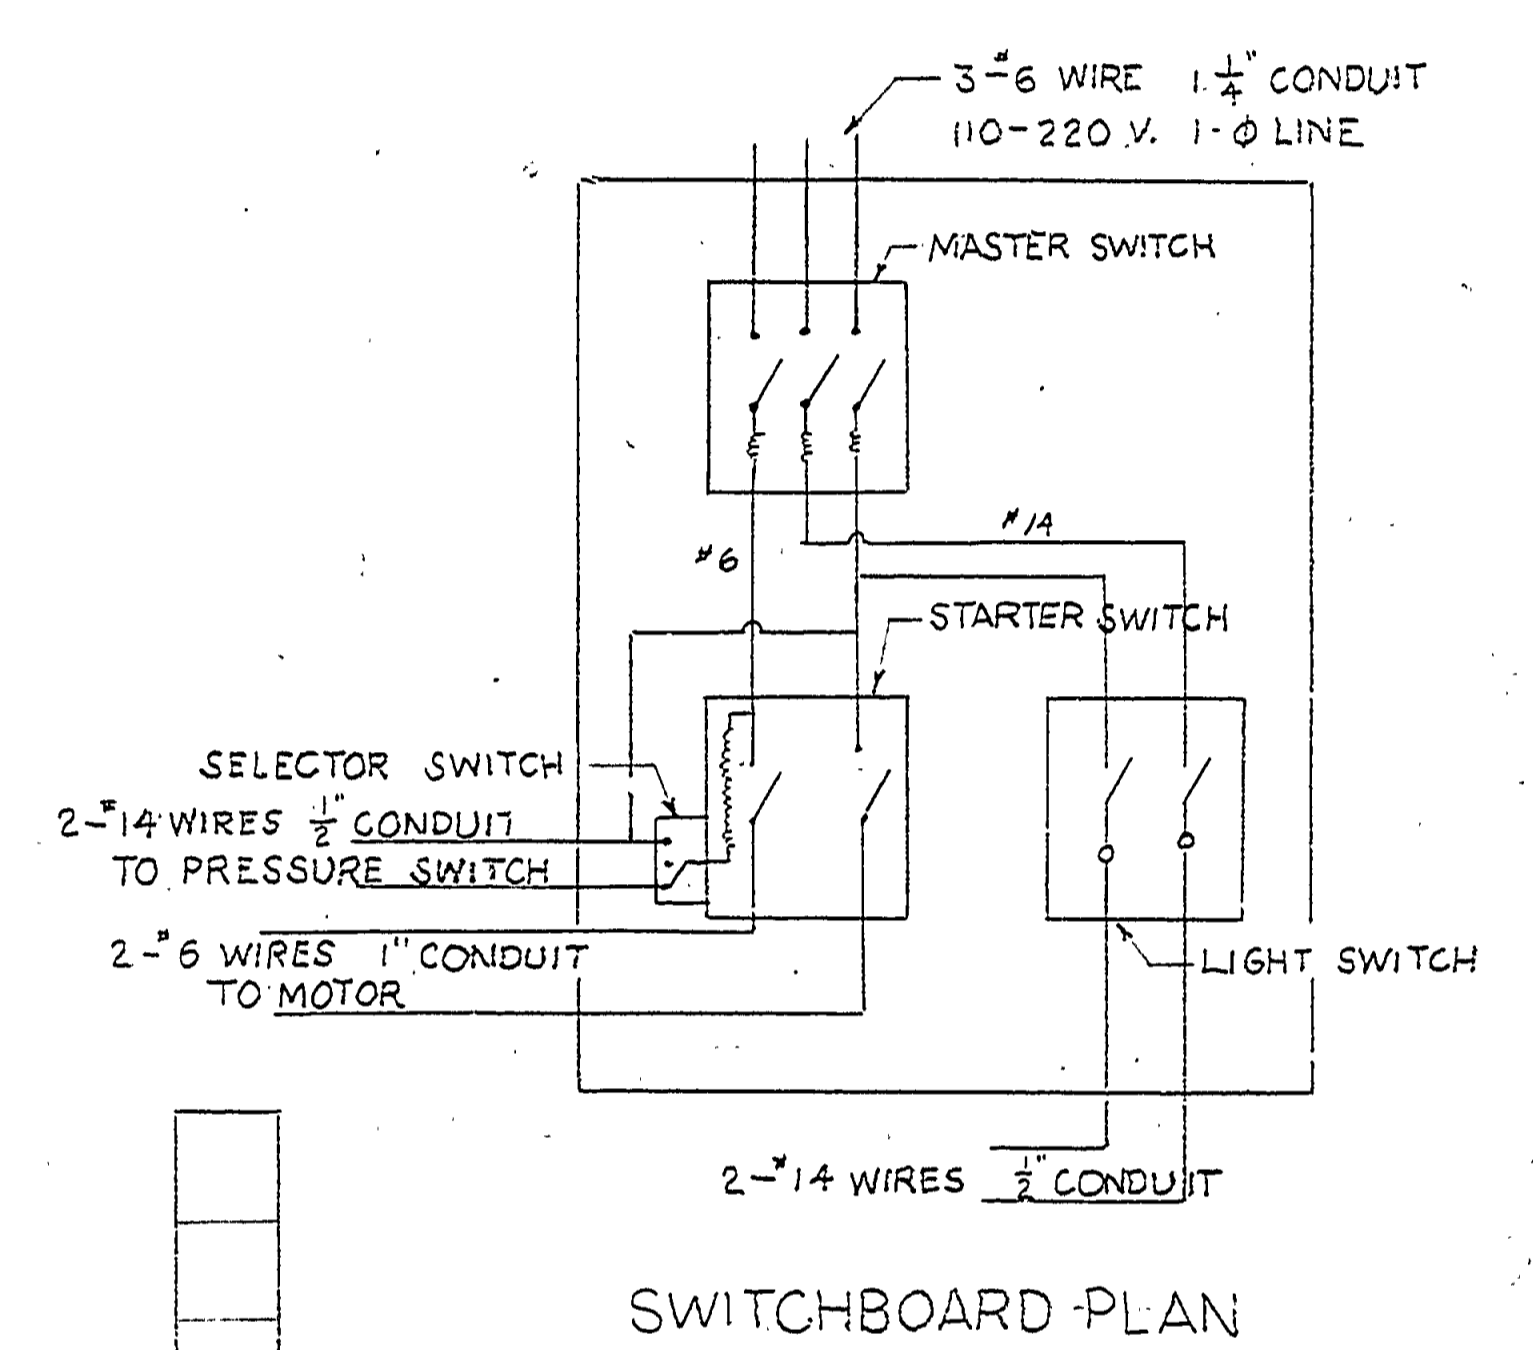 3-#6 WIRE 1 1/4" CONDUIT
110-220 V. 1-Φ LINE
MASTER SWITCH
#14
#6
STARTER SWITCH
SELECTOR SWITCH
2-#14 WIRES 1/2" CONDUIT
TO PRESSURE SWITCH
2-#6 WIRES 1" CONDUIT
TO MOTOR
LIGHT SWITCH
2-#14 WIRES 1/2" CONDUIT
SWITCHBOARD PLAN